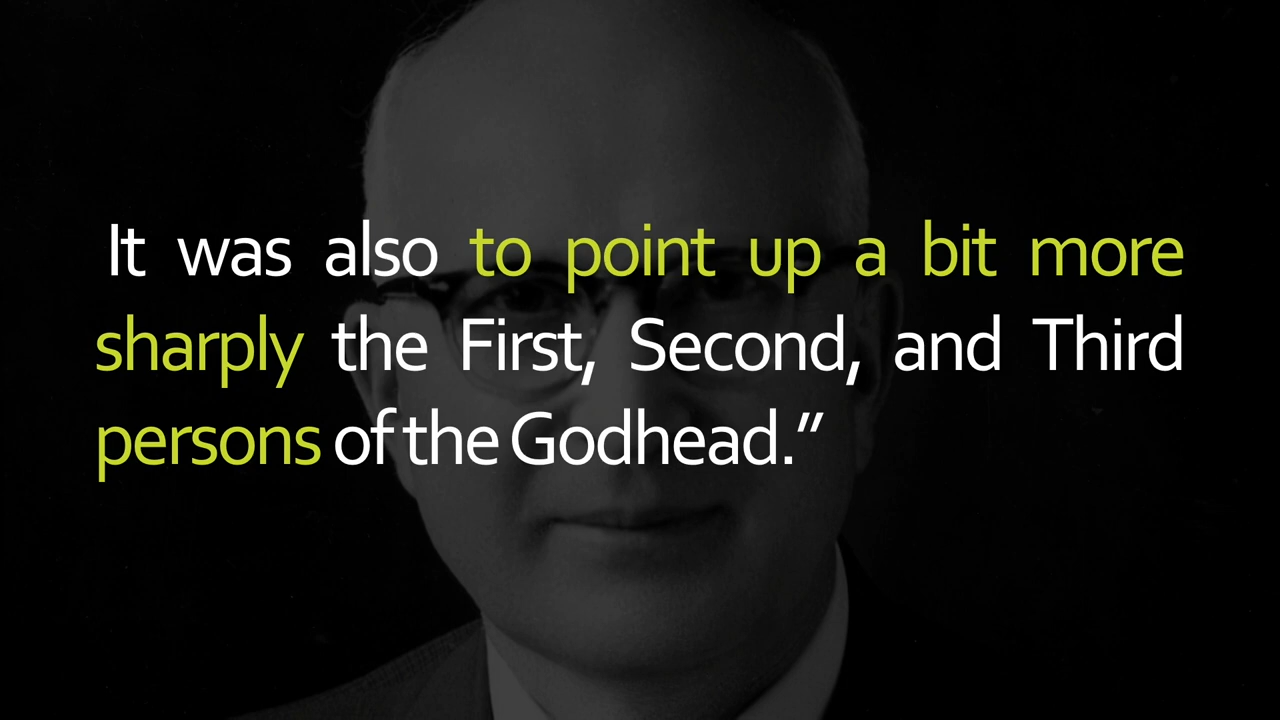 It was also to point up a bit more
sharply the First, Second, and Third
persons of the Godhead.”